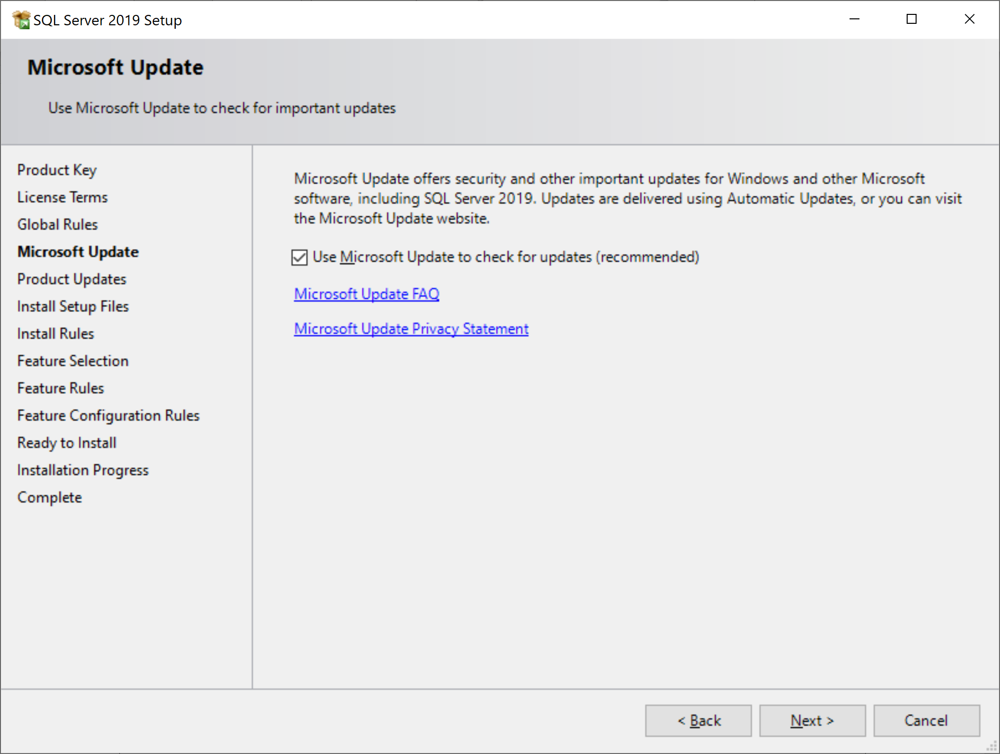 SQL Server 2019 Setup
Microsoft Update
Use Microsoft Update to check for important updates
Product Key
License Terms
Global Rules
Microsoft Update
Product Updates
Install Setup Files
Install Rules
Feature Selection
Feature Rules
Feature Configuration Rules
Ready to Install
Installation Progress
Complete
Microsoft Update offers security and other important updates for Windows and other Microsoft
software, including SQL Server 2019. Updates are delivered using Automatic Updates, or you can visit
the Microsoft Update website.
Use Microsoft Update to check for updates (recommended)
Microsoft Update FAQ
Microsoft Update Privacy Statement
< Back
Next >
Cancel